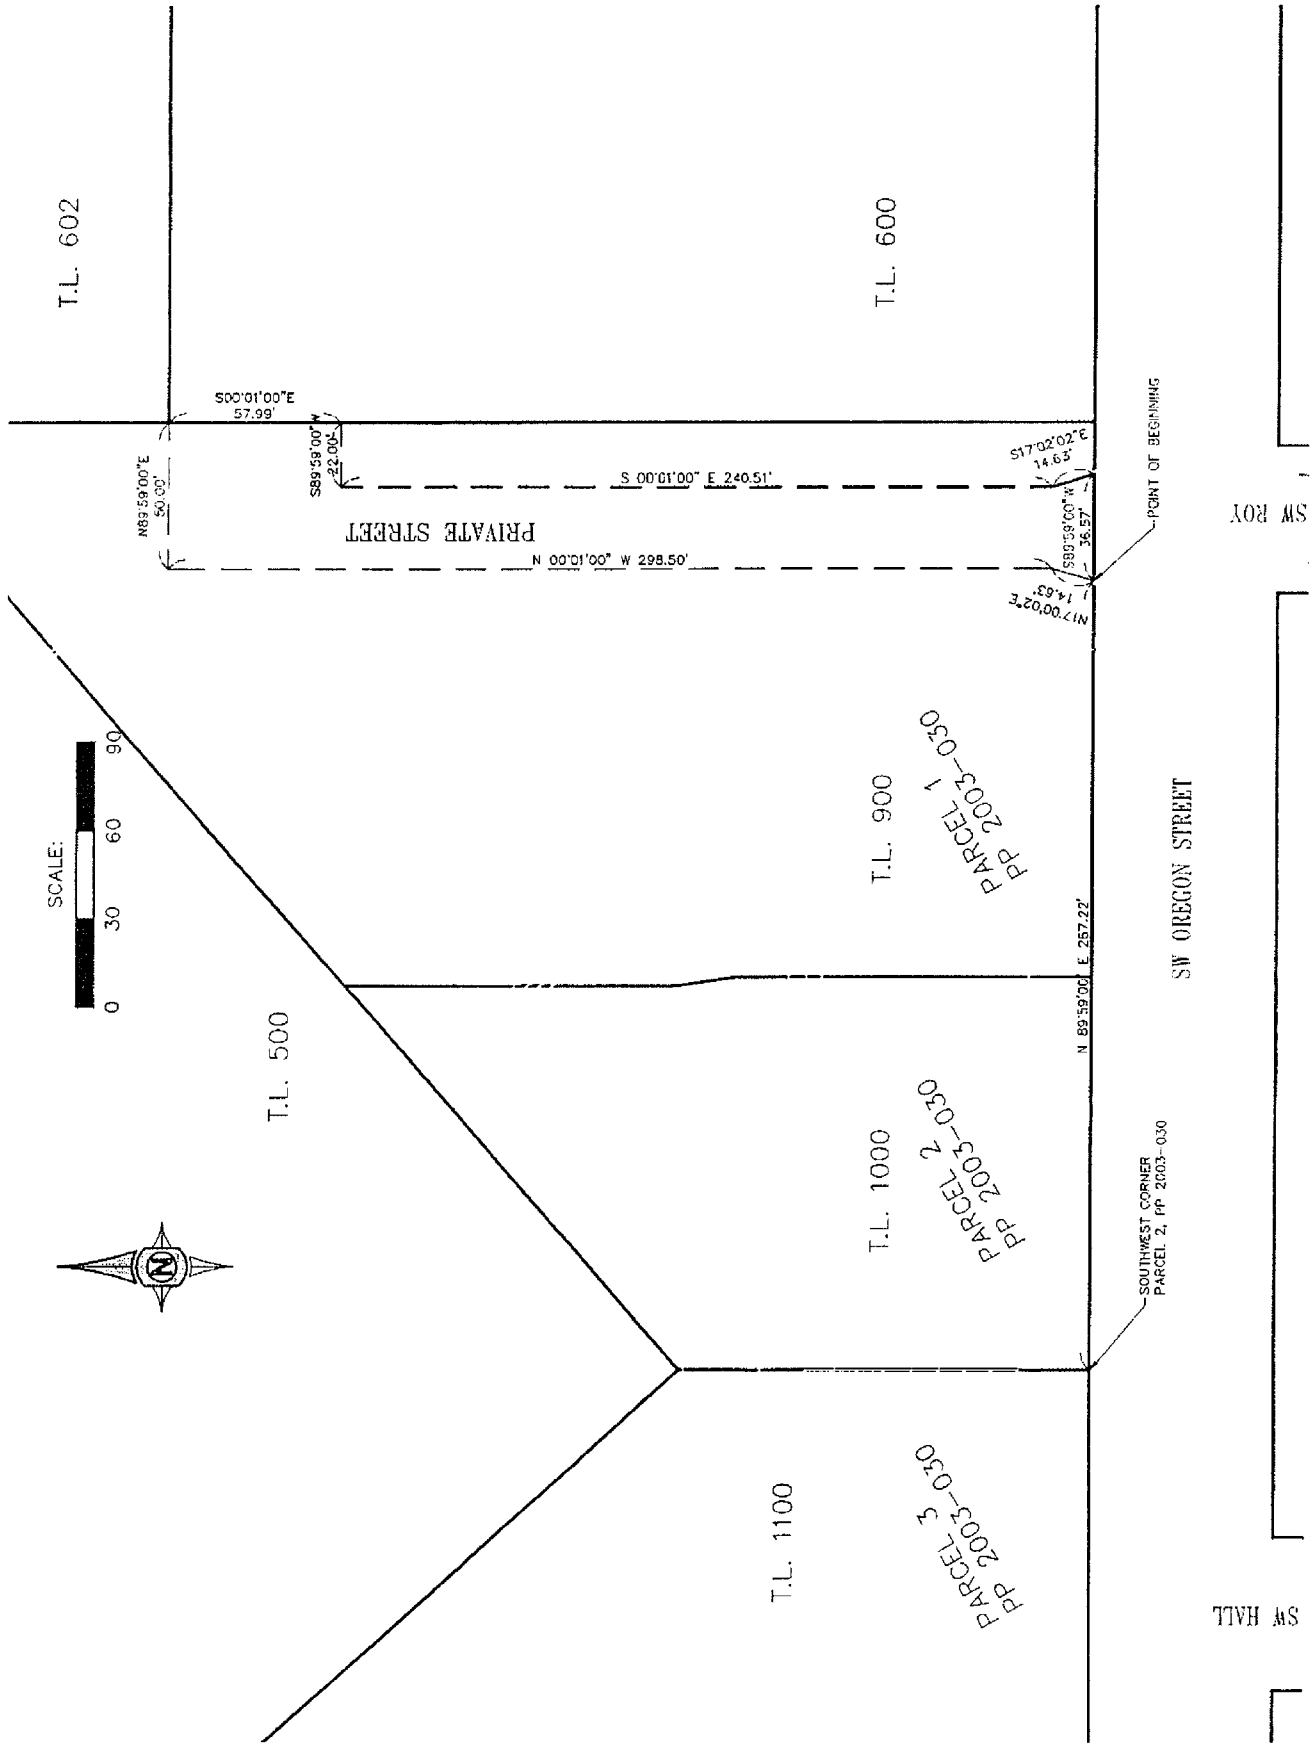 T.L. 602
T.L. 600
S00°01'00"E
57.99'
N89°59'00"E
50.00'
S89°59'00"W
22.00'
S 00°01'00" E 240.51'
S17°02'02"E
14.63'
PRIVATE STREET
N 00°01'00" W 298.50'
S89°59'00"W
36.57'
N17°00'02"E
14.63'
POINT OF BEGINNING
SW ROY
SCALE:
0 30 60 90
T.L. 500
T.L. 900
PARCEL 1
PP 2003-030
N 89°59'00 E 267.22'
SW OREGON STREET
N
T.L. 1000
PARCEL 2
PP 2003-030
SOUTHWEST CORNER
PARCEL 2, PP 2003-030
T.L. 1100
PARCEL 3
PP 2003-030
SW HALL